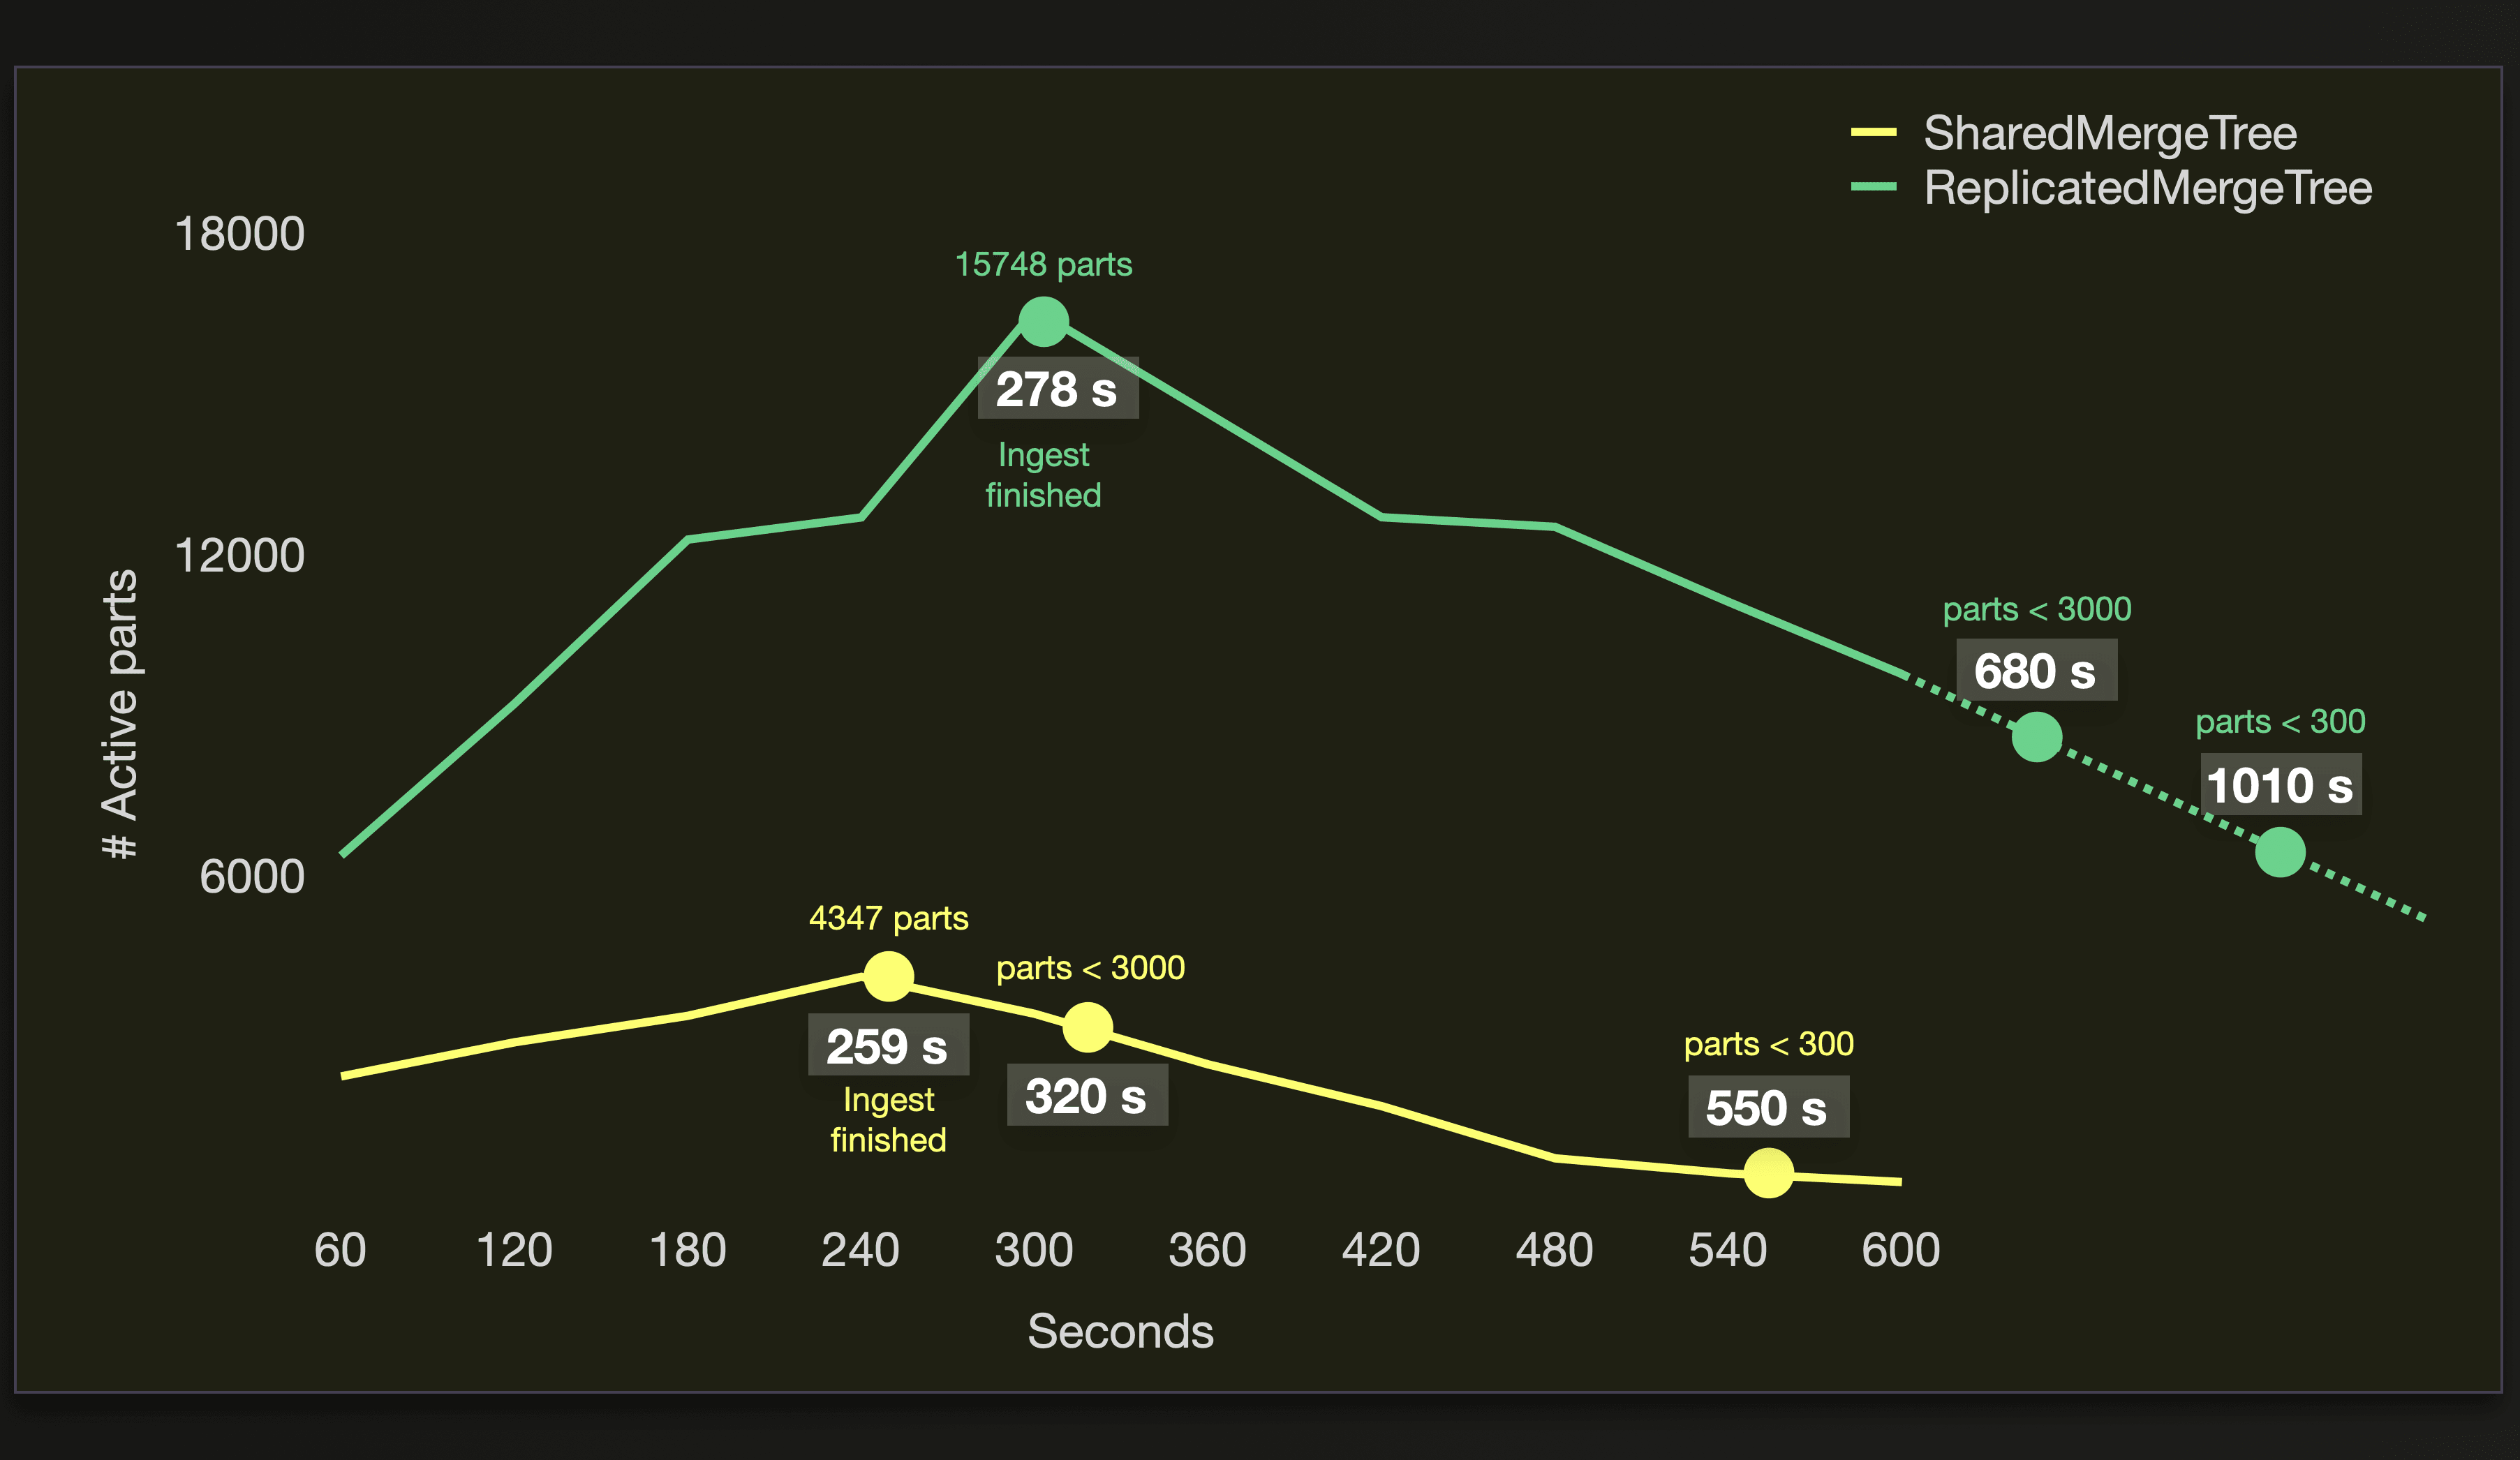 SharedMergeTree
ReplicatedMergeTree
18000
12000
6000
# Active parts
15748 parts
278 s
Ingest
finished
parts < 3000
680 s
parts < 300
1010 s
4347 parts
259 s
Ingest
finished
parts < 3000
320 s
parts < 300
550 s
60 120 180 240 300 360 420 480 540 600
Seconds